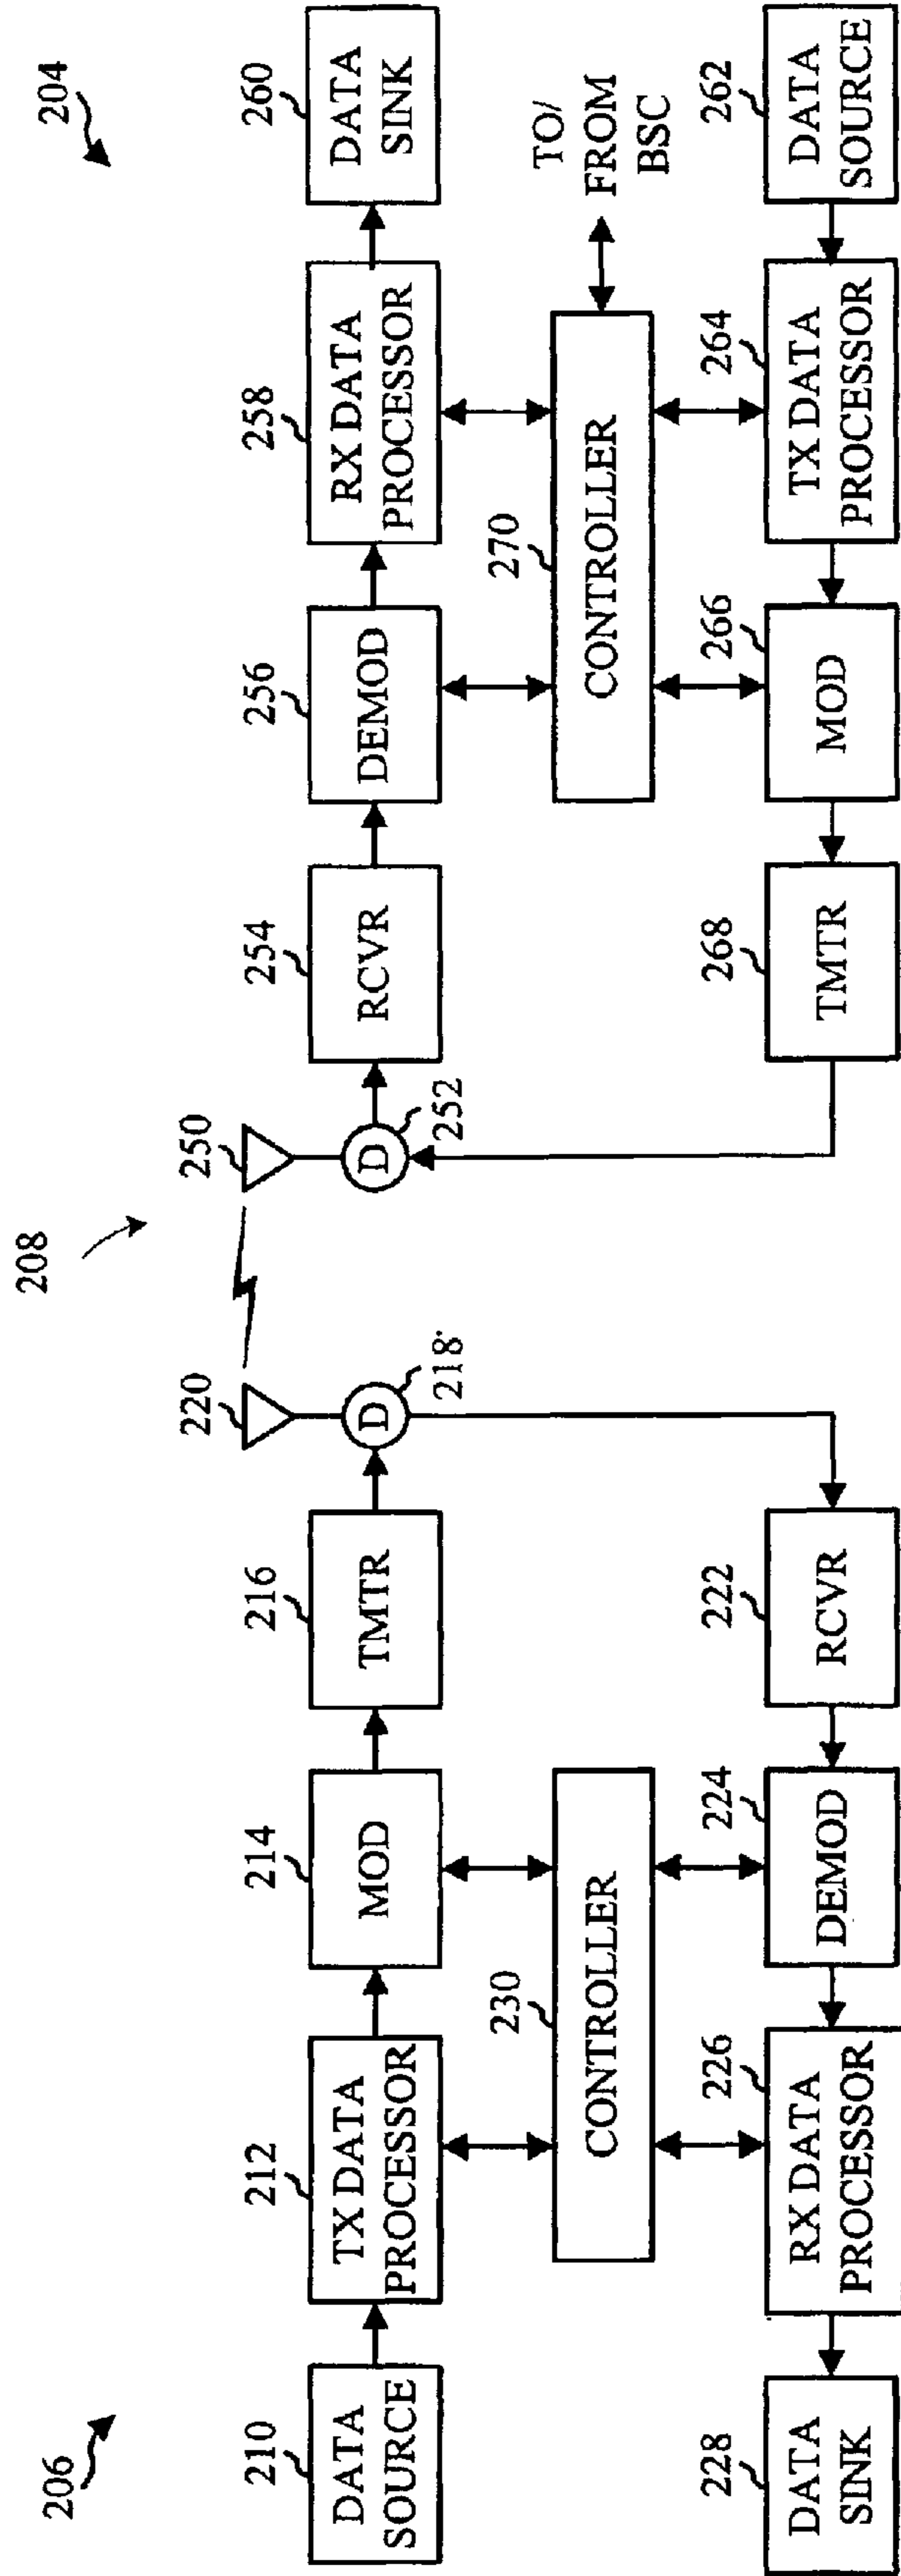 206
204
208
210
DATA
SOURCE
212
TX DATA
PROCESSOR
214
MOD
216
TMTR
220
D
218
250
D
252
254
RCVR
256
DEMOD
258
RX DATA
PROCESSOR
260
DATA
SINK
230
CONTROLLER
270
CONTROLLER
TO/
FROM
BSC
228
DATA
SINK
226
RX DATA
PROCESSOR
224
DEMOD
222
RCVR
268
TMTR
266
MOD
264
TX DATA
PROCESSOR
262
DATA
SOURCE